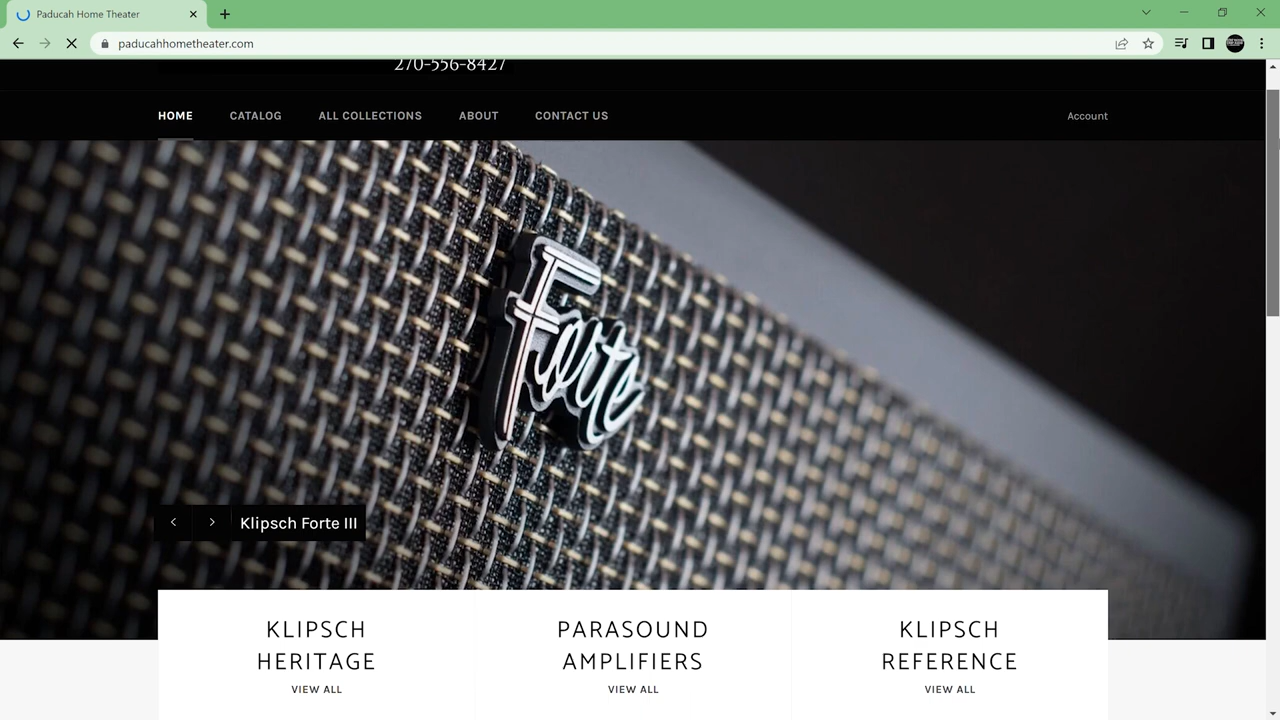 Paducah Home Theater
paducahhometheater.com
270-556-8427
HOME CATALOG ALL COLLECTIONS ABOUT CONTACT US Account
Forte
Klipsch Forte III
KLIPSCH
HERITAGE
VIEW ALL
PARASOUND
AMPLIFIERS
VIEW ALL
KLIPSCH
REFERENCE
VIEW ALL